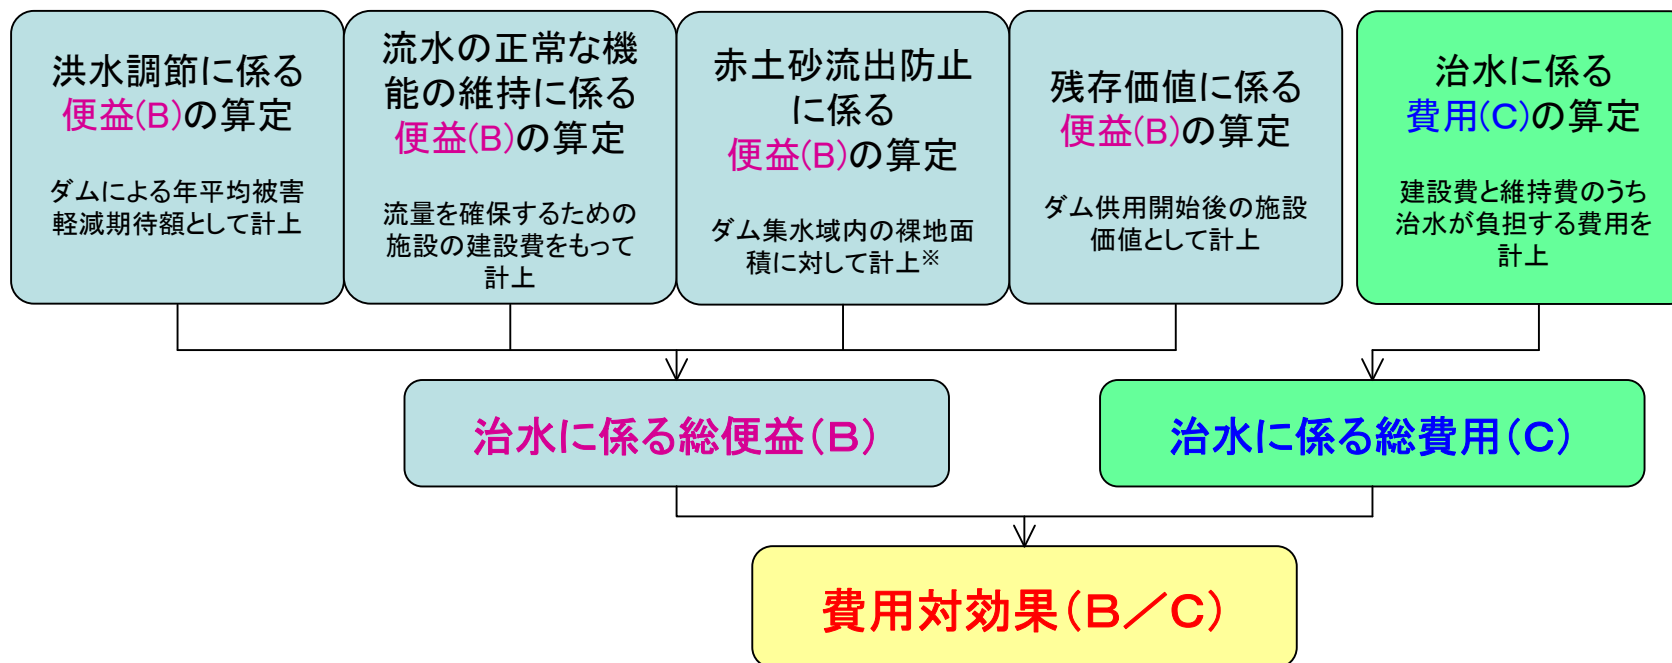 洪水調節に係る
便益(B)の算定
ダムによる年平均被害
軽減期待額として計上
流水の正常な機
能の維持に係る
便益(B)の算定
流量を確保するための
施設の建設費をもって
計上
赤土砂流出防止
に係る
便益(B)の算定
ダム集水域内の裸地面
積に対して計上※
残存価値に係る
便益(B)の算定
ダム供用開始後の施設
価値として計上
治水に係る
費用(C)の算定
建設費と維持費のうち
治水が負担する費用を
計上
治水に係る総便益(B)
治水に係る総費用(C)
費用対効果(B/C)